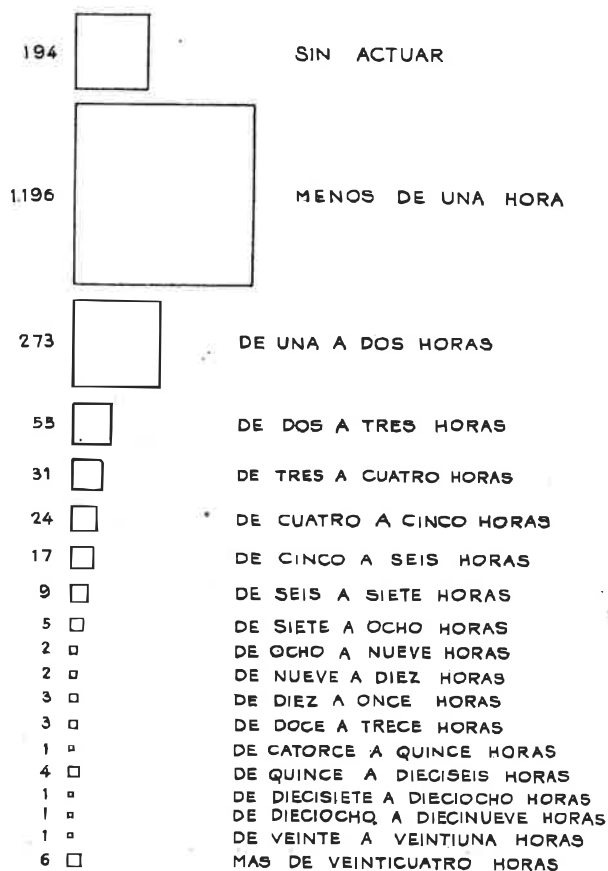 194 SIN ACTUAR
1.196 MENOS DE UNA HORA
273 DE UNA A DOS HORAS
55 DE DOS A TRES HORAS
31 DE TRES A CUATRO HORAS
24 DE CUATRO A CINCO HORAS
17 DE CINCO A SEIS HORAS
9 DE SEIS A SIETE HORAS
5 DE SIETE A OCHO HORAS
2 DE OCHO A NUEVE HORAS
2 DE NUEVE A DIEZ HORAS
3 DE DIEZ A ONCE HORAS
3 DE DOCE A TRECE HORAS
1 DE CATORCE A QUINCE HORAS
4 DE QUINCE A DIECISEIS HORAS
1 DE DIECISIETE A DIECIOCHO HORAS
1 DE DIECIOCHO A DIECINUEVE HORAS
1 DE VEINTE A VEINTIUNA HORAS
6 MAS DE VEINTICUATRO HORAS